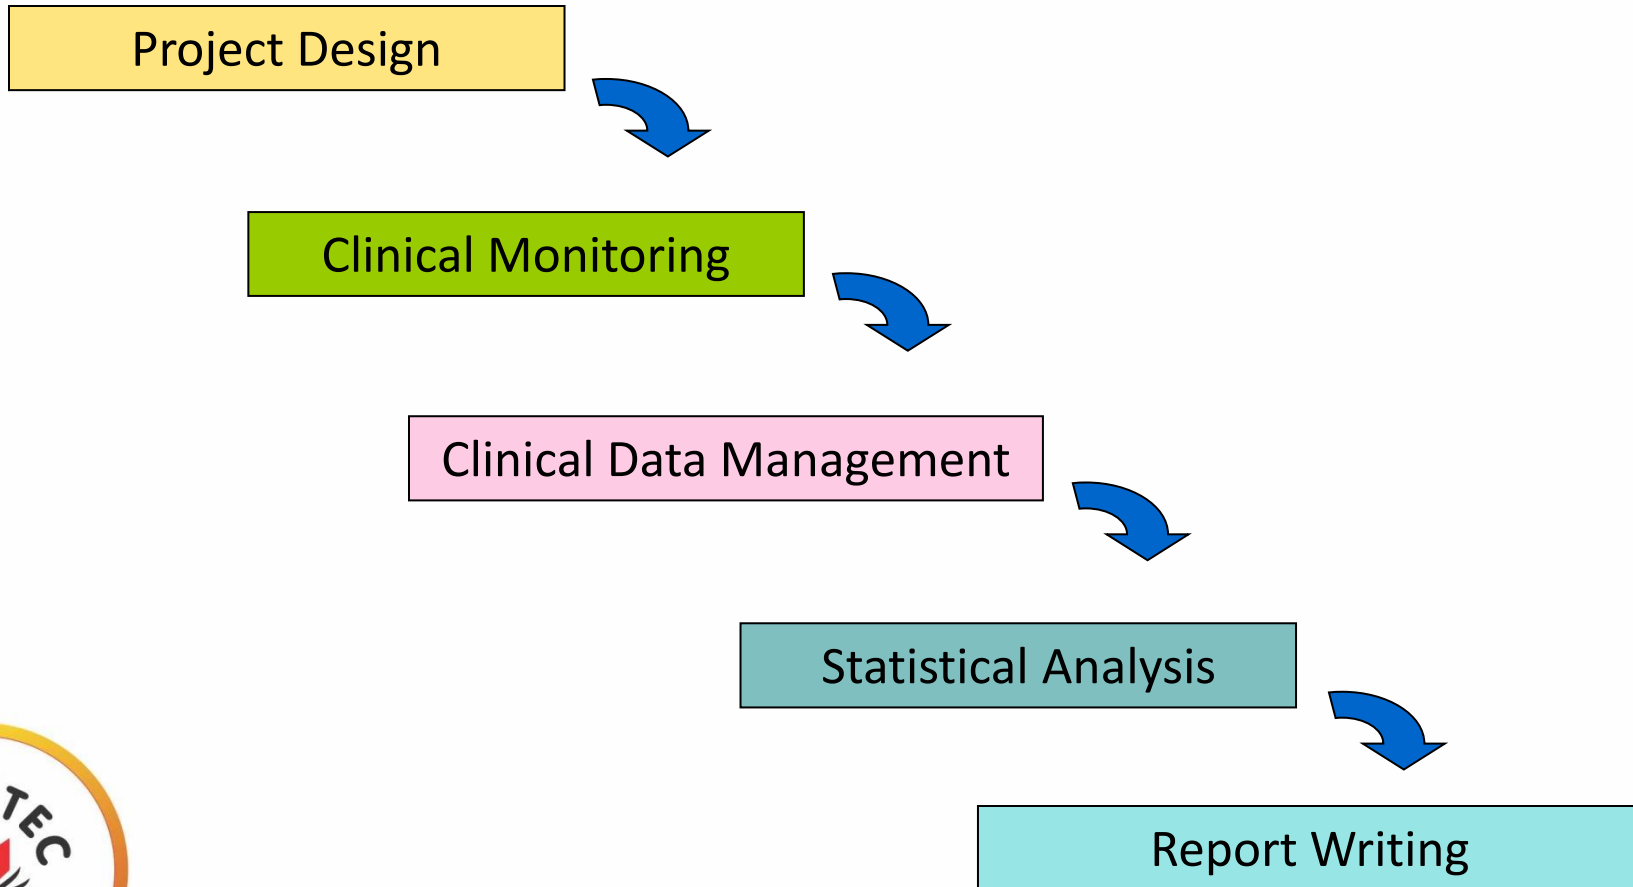 Project Design
Clinical Monitoring
Clinical Data Management
Statistical Analysis
Report Writing
TEC